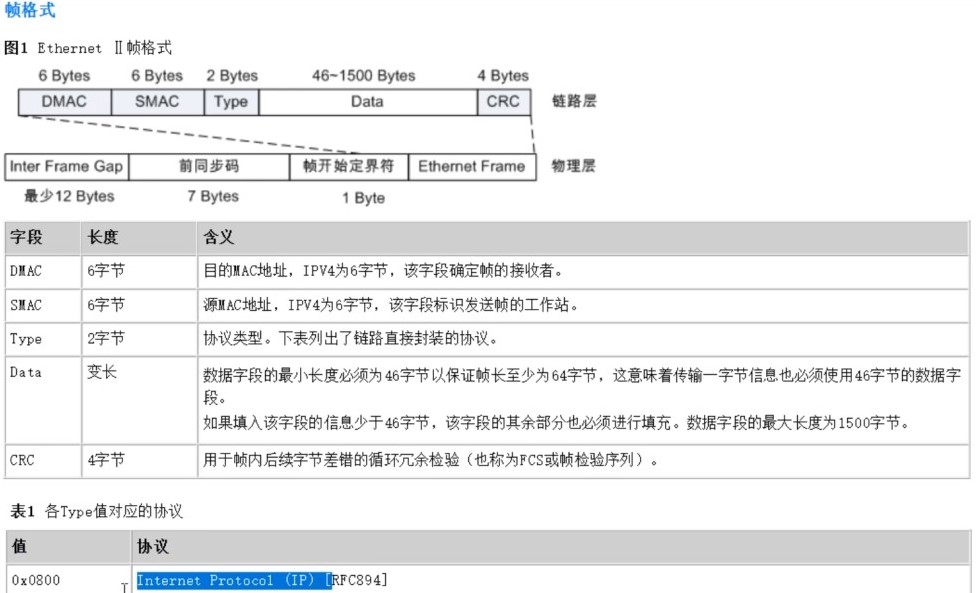 帧格式
图1 Ethernet Ⅱ帧格式
6 Bytes 6 Bytes 2 Bytes 46~1500 Bytes 4 Bytes
DMAC SMAC Type Data CRC 链路层
Inter Frame Gap 前同步码 帧开始定界符 Ethernet Frame 物理层
最少12 Bytes 7 Bytes 1 Byte
字段 长度 含义
DMAC 6字节 目的MAC地址，IPV4为6字节，该字段确定帧的接收者。
SMAC 6字节 源MAC地址，IPV4为6字节，该字段标识发送帧的工作站。
Type 2字节 协议类型。下表列出了链路直接封装的协议。
Data 变长 数据字段的最小长度必须为46字节以保证帧长至少为64字节，这意味着传输一字节信息也必须使用46字节的数据字
段。
如果填入该字段的信息少于46字节，该字段的其余部分也必须进行填充。数据字段的最大长度为1500字节。
CRC 4字节 用于帧内后续字节差错的循环冗余检验（也称为FCS或帧检验序列）。
表1 各Type值对应的协议
值 协议
0x0800 Internet Protocol (IP) [RFC894]